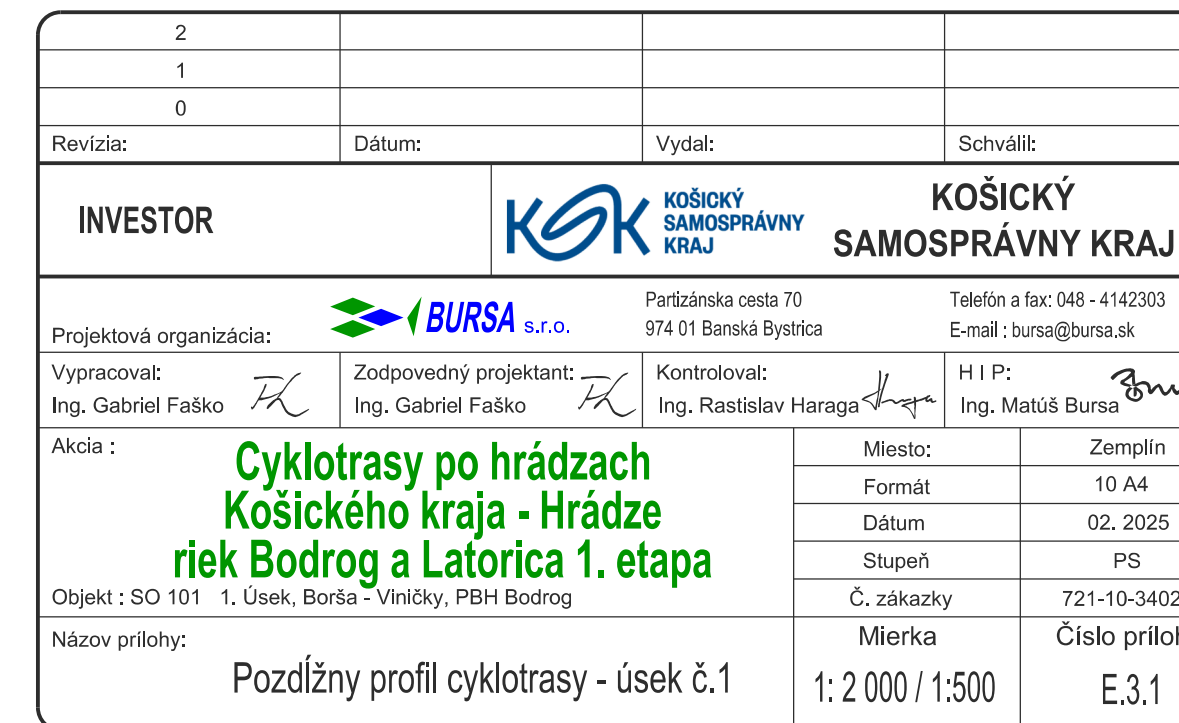 2
1
0
Revízia: Dátum: Vydal: Schválil:
INVESTOR
KSK KOŠICKÝ
SAMOSPRÁVNY
KRAJ
KOŠICKÝ
SAMOSPRÁVNY KRAJ
Projektová organizácia:
BURSA s.r.o.
Partizánska cesta 70
974 01 Banská Bystrica
Telefón a fax: 048 - 4142303
E-mail : bursa@bursa.sk
Vypracoval:
Ing. Gabriel Faško
Zodpovedný projektant:
Ing. Gabriel Faško
Kontroloval:
Ing. Rastislav Haraga
H I P:
Ing. Matúš Bursa
Akcia :
Cyklotrasy po hrádzach
Košického kraja - Hrádze
riek Bodrog a Latorica 1. etapa
Objekt : SO 101 1. Úsek, Borša - Viničky, PBH Bodrog
Miesto: Zemplín
Formát 10 A4
Dátum 02. 2025
Stupeň PS
Č. zákazky 721-10-3402
Názov prílohy:
Pozdĺžny profil cyklotrasy - úsek č.1
Mierka
1: 2 000 / 1:500
Číslo
E.3.1